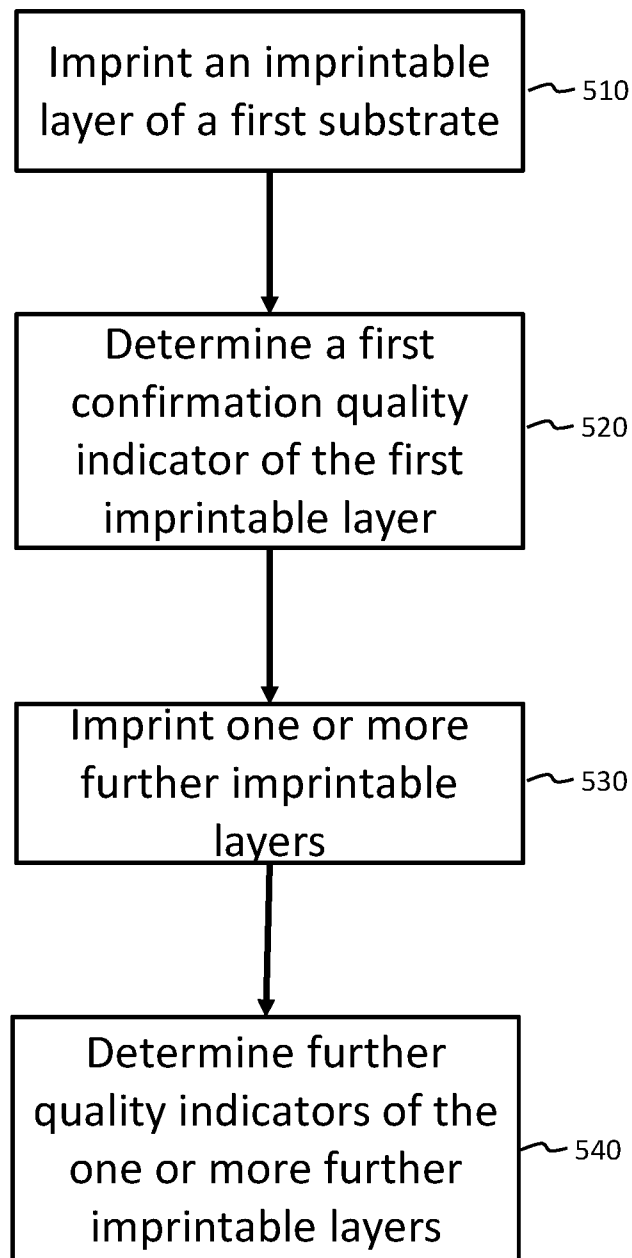 Imprint an imprintable
layer of a first substrate
510
Determine a first
confirmation quality
indicator of the first
imprintable layer
520
Imprint one or more
further imprintable
layers
530
Determine further
quality indicators of the
one or more further
imprintable layers
540